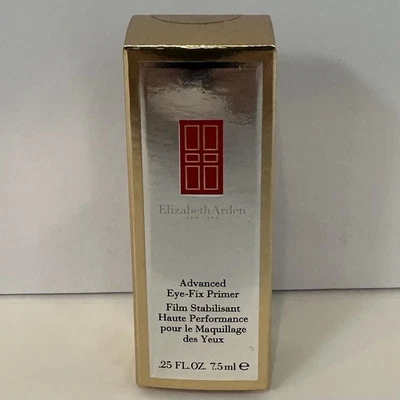 Elizabeth Arden
NEW YORK
Advanced
Eye-Fix Primer
Film Stabilisant
Haute Performance
pour le Maquillage
des Yeux
.25 FL.OZ. 7.5 ml ℮